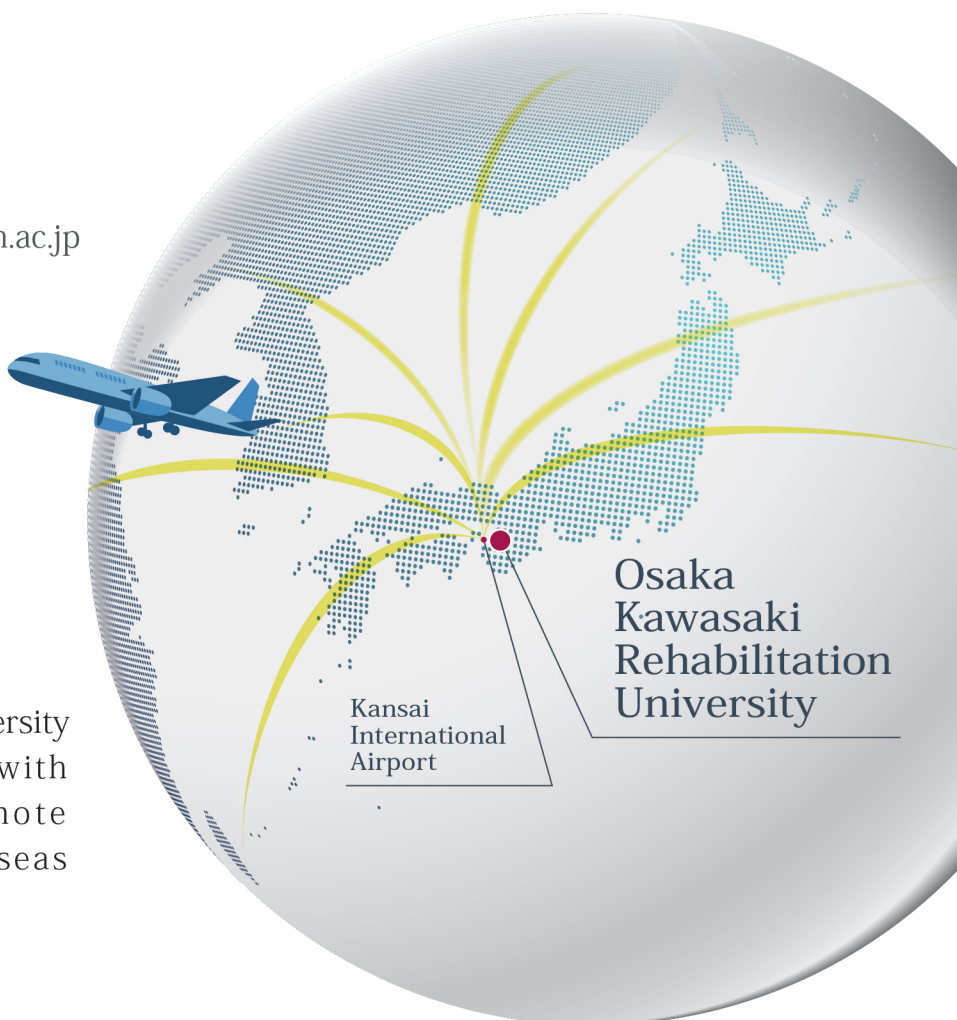 n.ac.jp
Osaka
Kawasaki
Rehabilitation
University
Kansai
International
Airport
ersity
with
note
seas